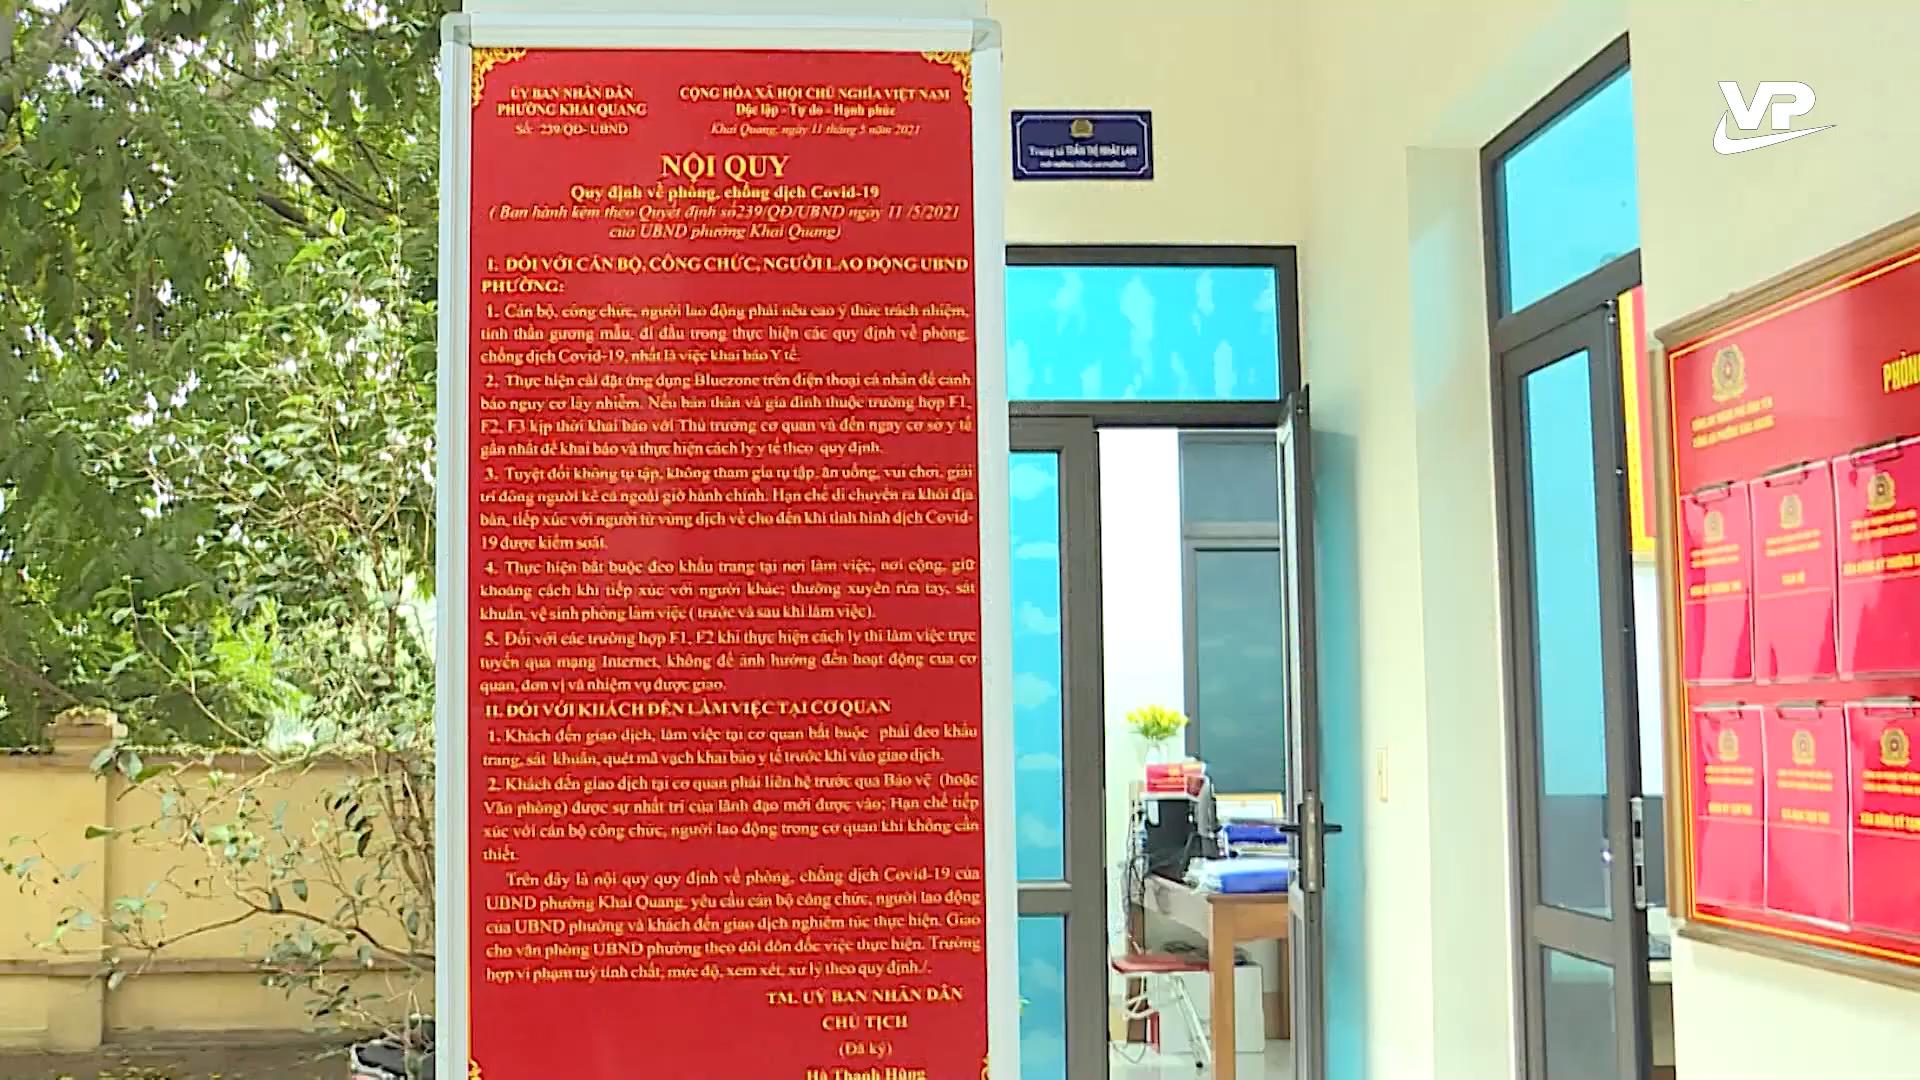 ỦY BAN NHÂN DÂN
PHƯỜNG KHAI QUANG
Số: 239/QĐ- UBND
CỘNG HÒA XÃ HỘI CHỦ NGHĨA VIỆT NAM
Độc lập - Tự do - Hạnh phúc
Khai Quang, ngày 11 tháng 5 năm 2021
NỘI QUY
Quy định về phòng, chống dịch Covid-19
( Ban hành kèm theo Quyết định số239/QĐ/UBND ngày 11 /5/2021
của UBND phường Khai Quang)
I. ĐỐI VỚI CÁN BỘ, CÔNG CHỨC, NGƯỜI LAO ĐỘNG UBND
PHƯỜNG:
1. Cán bộ, công chức, người lao động phải nêu cao ý thức trách nhiệm,
tinh thần gương mẫu, đi đầu trong thực hiện các quy định về phòng,
chống dịch Covid-19, nhất là việc khai báo Y tế.
2. Thực hiện cài đặt ứng dụng Bluezone trên điện thoại cá nhân để cảnh
báo nguy cơ lây nhiễm. Nếu bản thân và gia đình thuộc trường hợp F1,
F2, F3 kịp thời khai báo với Thủ trưởng cơ quan và đến ngay cơ sở y tế
gần nhất để khai báo và thực hiện cách ly y tế theo quy định.
3. Tuyệt đối không tụ tập, không tham gia tụ tập, ăn uống, vui chơi, giải
trí đông người kể cả ngoài giờ hành chính. Hạn chế di chuyển ra khỏi địa
bàn, tiếp xúc với người từ vùng dịch về cho đến khi tình hình dịch Covid-
19 được kiểm soát.
4. Thực hiện bắt buộc đeo khẩu trang tại nơi làm việc, nơi cộng, giữ
khoảng cách khi tiếp xúc với người khác; thường xuyên rửa tay, sát
khuẩn, vệ sinh phòng làm việc ( trước và sau khi làm việc).
5. Đối với các trường hợp F1, F2 khi thực hiện cách ly thì làm việc trực
tuyến qua mạng Internet, không để ảnh hưởng đến hoạt động của cơ
quan, đơn vị và nhiệm vụ được giao.
II. ĐỐI VỚI KHÁCH ĐẾN LÀM VIỆC TẠI CƠ QUAN
1. Khách đến giao dịch, làm việc tại cơ quan bắt buộc phải đeo khẩu
trang, sát khuẩn, quét mã vạch khai báo y tế trước khi vào giao dịch.
2. Khách đến giao dịch tại cơ quan phải liên hệ trước qua Bảo vệ (hoặc
Văn phòng) được sự nhất trí của lãnh đạo mới được vào; Hạn chế tiếp
xúc với cán bộ công chức, người lao động trong cơ quan khi không cần
thiết.
Trên đây là nội quy quy định về phòng, chống dịch Covid-19 của
UBND phường Khai Quang, yêu cầu cán bộ công chức, người lao động
của UBND phường và khách đến giao dịch nghiêm túc thực hiện. Giao
cho văn phòng UBND phường theo dõi đôn đốc việc thực hiện. Trường
hợp vi phạm tuỳ tính chất, mức độ, xem xét, xử lý theo quy định./.
TM. UỶ BAN NHÂN DÂN
CHỦ TỊCH
(Đã ký)
Hà Thanh Hùng
Trung tá TRẦN THỊ NHẬT LAN
VP
PHÒN
CÔNG AN PHƯỜNG KHAI QUANG